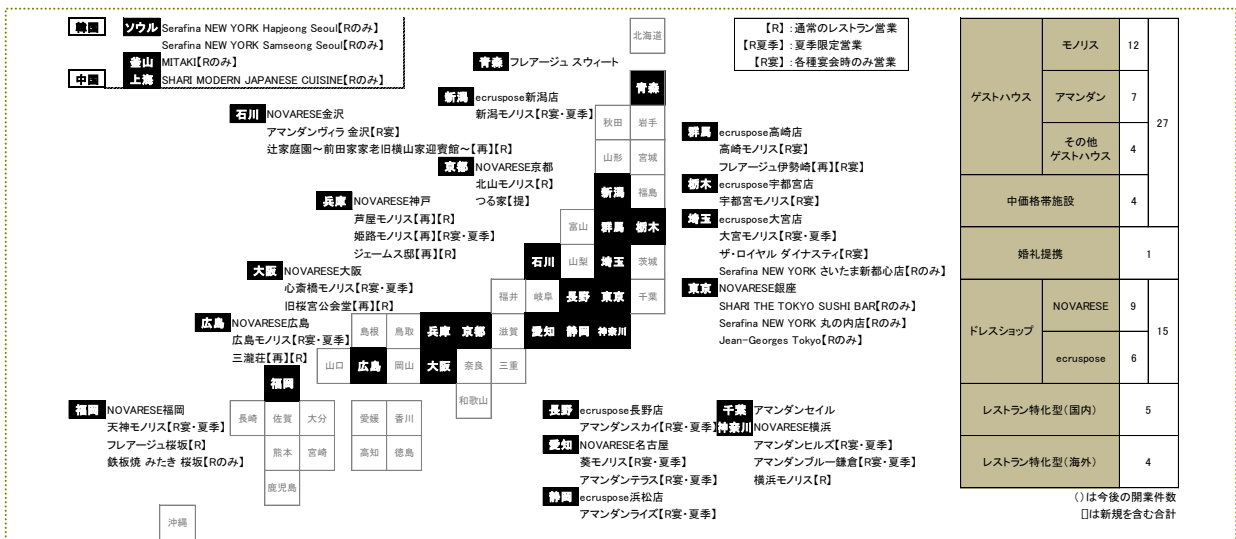 韓国 ソウル Serafina NEW YORK Hapjeong Seoul【Rのみ】
Serafina NEW YORK Samseong Seoul【Rのみ】
釜山 MITAKI【Rのみ】
中国 上海 SHARI MODERN JAPANESE CUISINE【Rのみ】
【R】:通常のレストラン営業
【R夏季】:夏季限定営業
【R宴】:各種宴会時のみ営業
青森 フレアージュ スウィート
新潟 ecruspose新潟店
新潟モノリス【R宴・夏季】
石川 NOVARESE金沢
アマンダンヴィラ 金沢【R宴】
辻家庭園~前田家家老旧横山家迎賓館~【再】【R】
京都 NOVARESE京都
北山モノリス【R】
つる家【提】
兵庫 NOVARESE神戸
芦屋モノリス【再】【R】
姫路モノリス【再】【R宴・夏季】
ジェームス邸【再】【R】
大阪 NOVARESE大阪
心斎橋モノリス【R宴・夏季】
旧桜宮公会堂【再】【R】
広島 NOVARESE広島
広島モノリス【R宴・夏季】
三瀧荘【再】【R】
福岡 NOVARESE福岡
天神モノリス【R宴・夏季】
フレアージュ桜坂【R】
鉄板焼 みたき 桜坂【Rのみ】
群馬 ecruspose高崎店
高崎モノリス【R宴】
フレアージュ伊勢崎【再】【R宴】
栃木 ecruspose宇都宮店
宇都宮モノリス【R宴】
埼玉 ecruspose大宮店
大宮モノリス【R宴・夏季】
ザ・ロイヤル ダイナスティ【R宴】
Serafina NEW YORK さいたま新都心店【Rのみ】
東京 NOVARESE銀座
SHARI THE TOKYO SUSHI BAR【Rのみ】
Serafina NEW YORK 丸の内店【Rのみ】
Jean-Georges Tokyo【Rのみ】
長野 ecruspose長野店
アマンダンスカイ【R宴・夏季】
愛知 NOVARESE名古屋
葵モノリス【R宴・夏季】
アマンダンテラス【R宴・夏季】
静岡 ecruspose浜松店
アマンダンライズ【R宴・夏季】
千葉 アマンダンセイル
神奈川 NOVARESE横浜
アマンダンヒルズ【R宴・夏季】
アマンダンブルー鎌倉【R宴・夏季】
横浜モノリス【R】
北海道
青森
秋田 岩手
山形 宮城
新潟 福島
富山 群馬 栃木
石川 山梨 埼玉 茨城
福井 岐阜 長野 東京 千葉
島根 鳥取 兵庫 京都 滋賀 愛知 静岡 神奈川
山口 広島 岡山 大阪 奈良 三重
福岡 和歌山
長崎 佐賀 大分 愛媛 香川
熊本 宮崎 高知 徳島
鹿児島
沖縄
ゲストハウス モノリス 12 27
アマンダン 7
その他
ゲストハウス 4
中価格帯施設 4
婚礼提携 1
ドレスショップ NOVARESE 9 15
ecruspose 6
レストラン特化型(国内) 5
レストラン特化型(海外) 4
()は今後の開業件数
[]は新規を含む合計